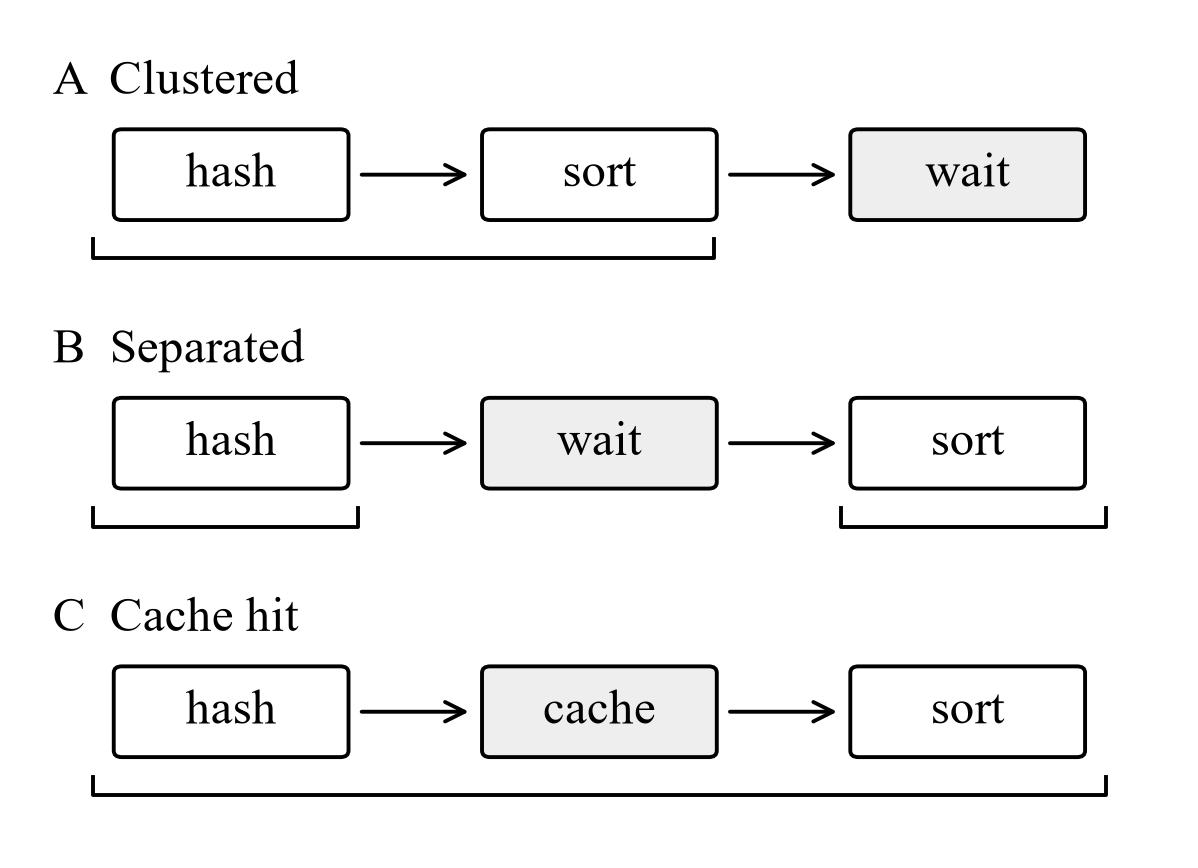 A Clustered
hash sort wait
B Separated
hash wait sort
C Cache hit
hash cache sort